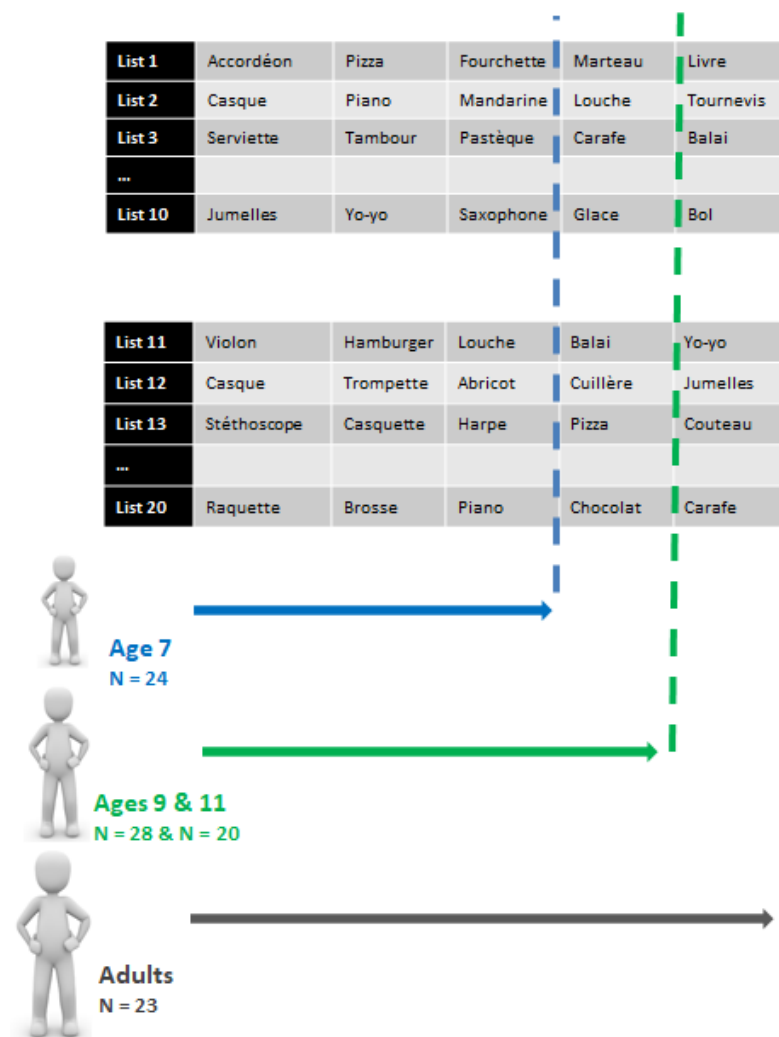 List 1 Accordéon Pizza Fourchette Marteau Livre
List 2 Casque Piano Mandarine Louche Tournevis
List 3 Serviette Tambour Pastèque Carafe Balai
...
List 10 Jumelles Yo-yo Saxophone Glace Bol
List 11 Violon Hamburger Louche Balai Yo-yo
List 12 Casque Trompette Abricot Cuillère Jumelles
List 13 Stéthoscope Casquette Harpe Pizza Couteau
...
List 20 Raquette Brosse Piano Chocolat Carafe
Age 7
N = 24
Ages 9 & 11
N = 28 & N = 20
Adults
N = 23